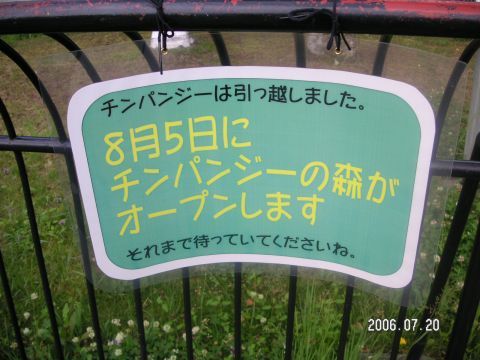 チンパンジーは引っ越しました。
8月5日に
チンパンジーの森が
オープンします
それまで待っていてくださいね。
2006.07.20